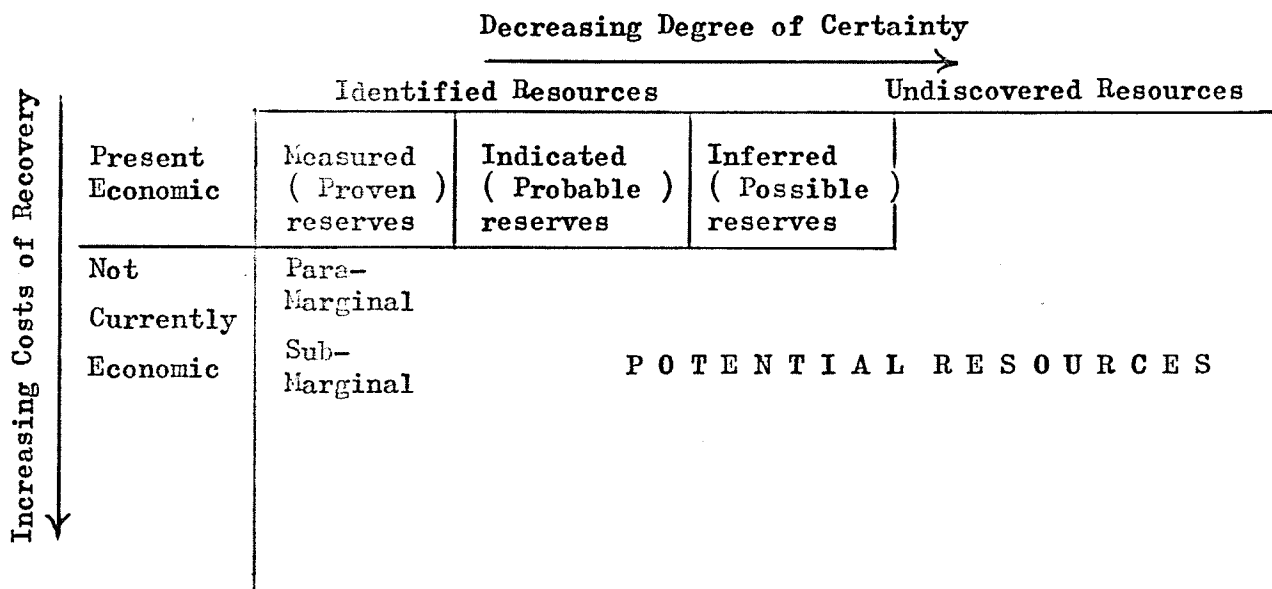 Decreasing Degree of Certainty
Identified Resources
Undiscovered Resources
Increasing Costs of Recovery
Present
Economic
Measured
( Proven )
reserves
Indicated
( Probable )
reserves
Inferred
( Possible )
reserves
Not
Currently
Economic
Para-
Marginal
Sub-
Marginal
POTENTIAL RESOURCES